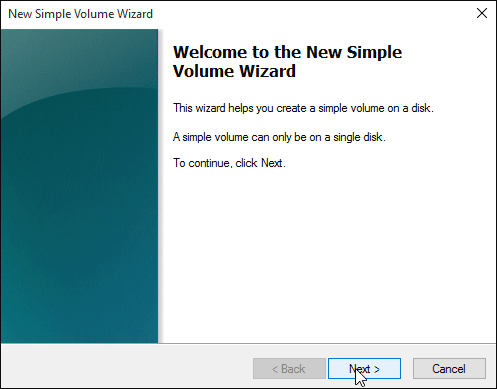 New Simple Volume Wizard
Welcome to the New Simple
Volume Wizard
This wizard helps you create a simple volume on a disk.
A simple volume can only be on a single disk.
To continue, click Next.
< Back
Next >
Cancel